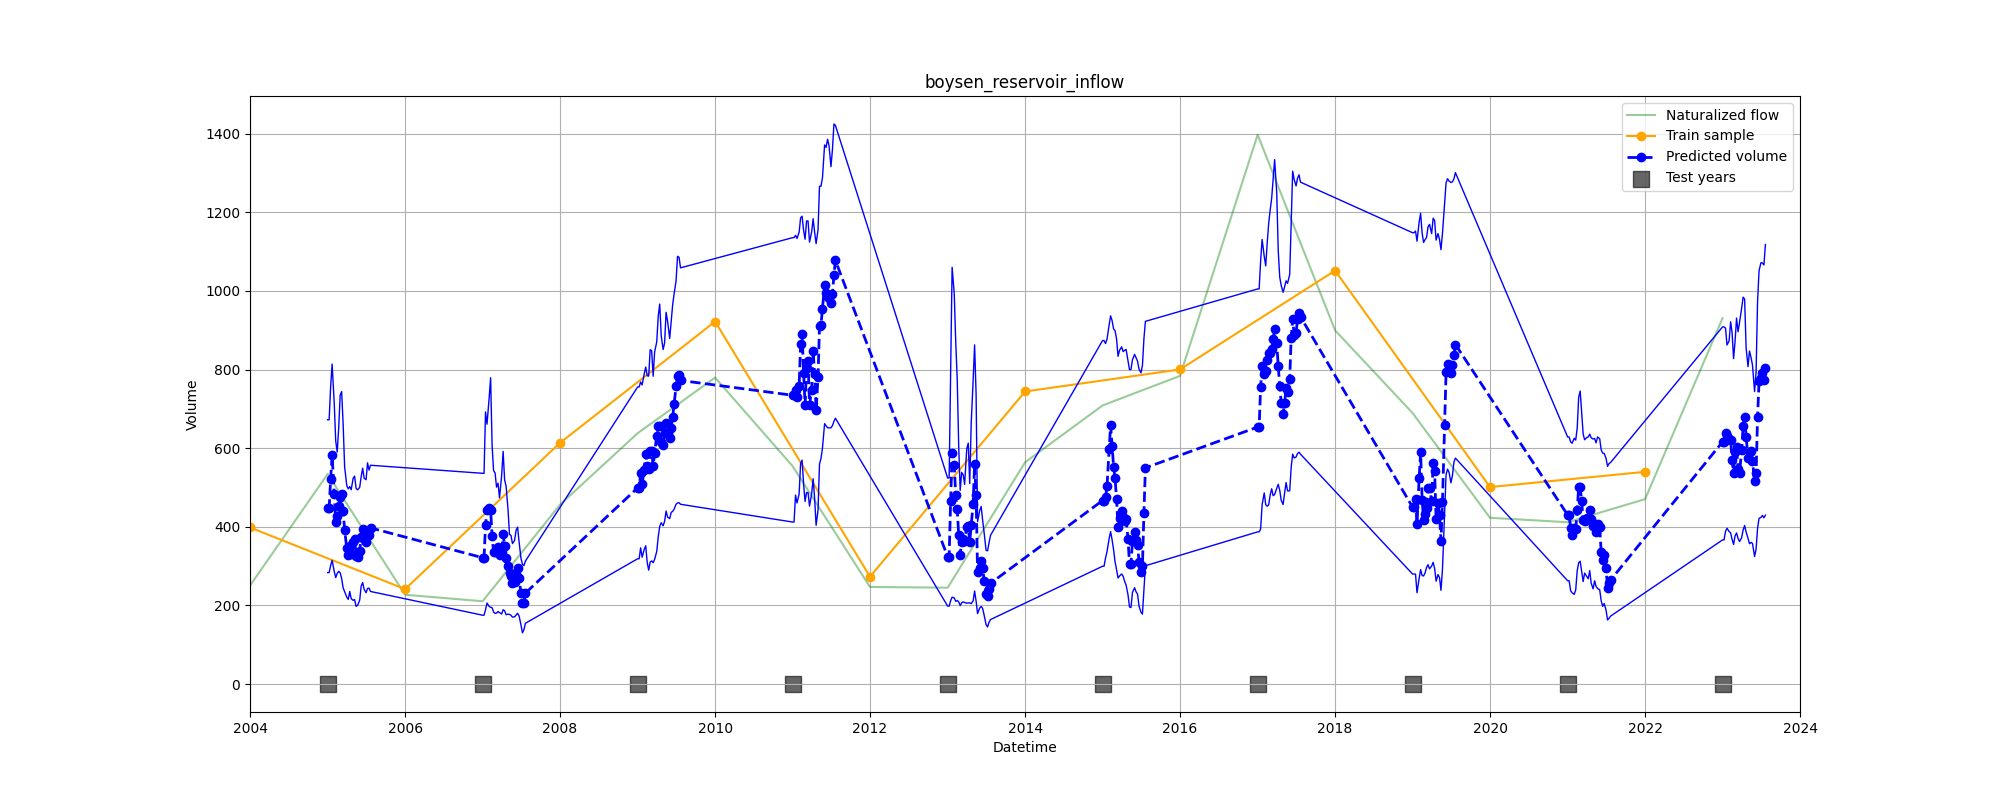 boysen_reservoir_inflow
Naturalized flow
Train sample
Predicted volume
Test years
Volume
1400
1200
1000
800
600
400
200
0
2004 2006 2008 2010 2012 2014 2016 2018 2020 2022 2024
Datetime